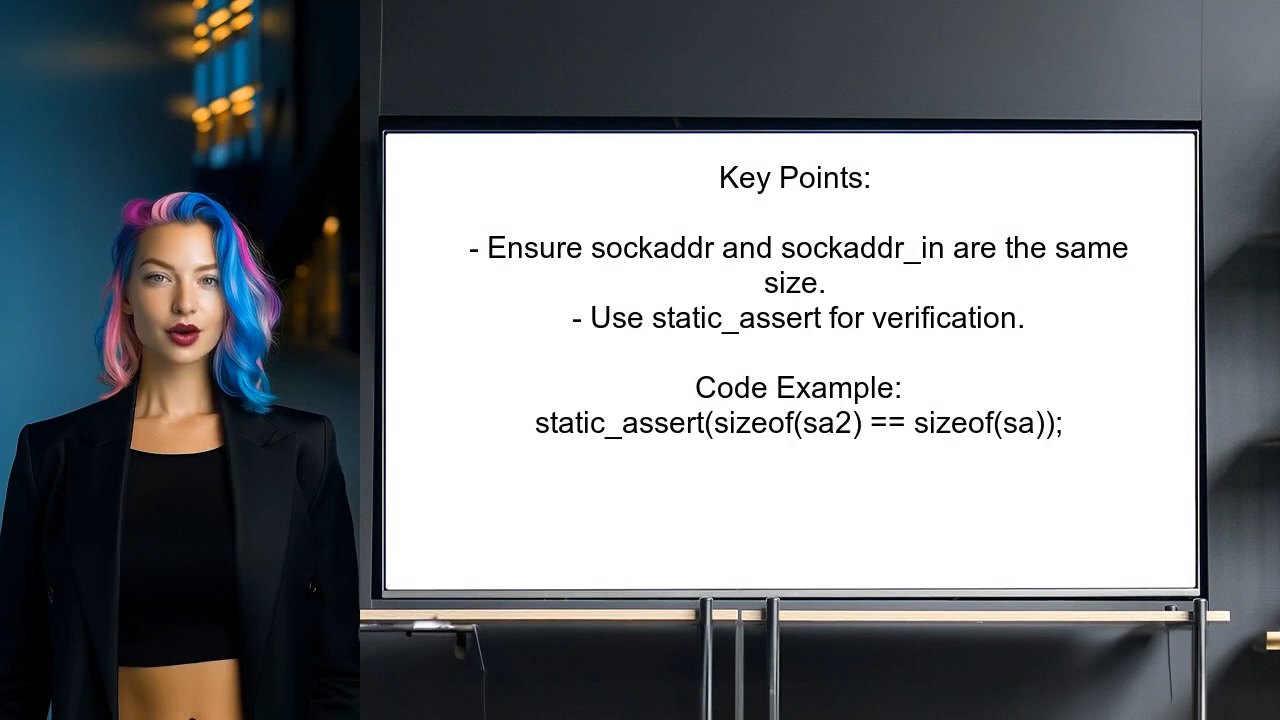 Key Points:
- Ensure sockaddr and sockaddr_in are the same
size.
- Use static_assert for verification.
Code Example:
static_assert(sizeof(sa2) == sizeof(sa));